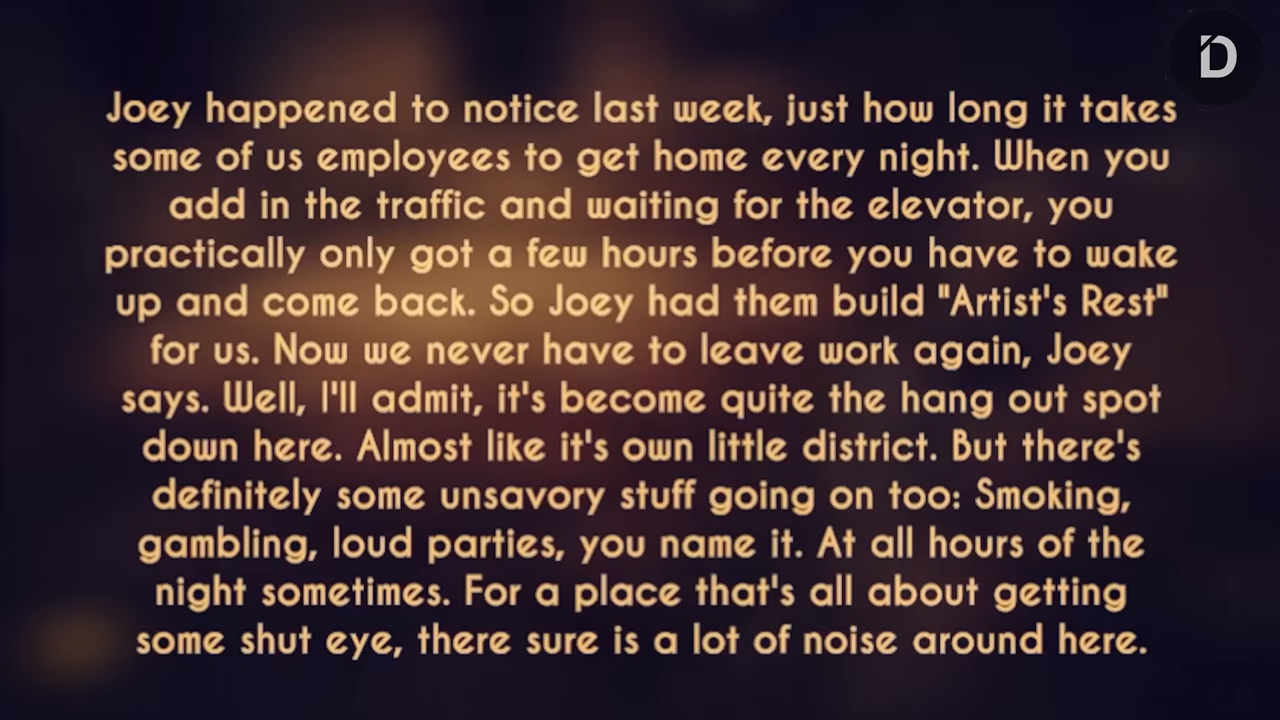 Joey happened to notice last week, just how long it takes
some of us employees to get home every night. When you
add in the traffic and waiting for the elevator, you
practically only got a few hours before you have to wake
up and come back. So Joey had them build "Artist's Rest"
for us. Now we never have to leave work again, Joey
says. Well, I'll admit, it's become quite the hang out spot
down here. Almost like it's own little district. But there's
definitely some unsavory stuff going on too: Smoking,
gambling, loud parties, you name it. At all hours of the
night sometimes. For a place that's all about getting
some shut eye, there sure is a lot of noise around here.
D